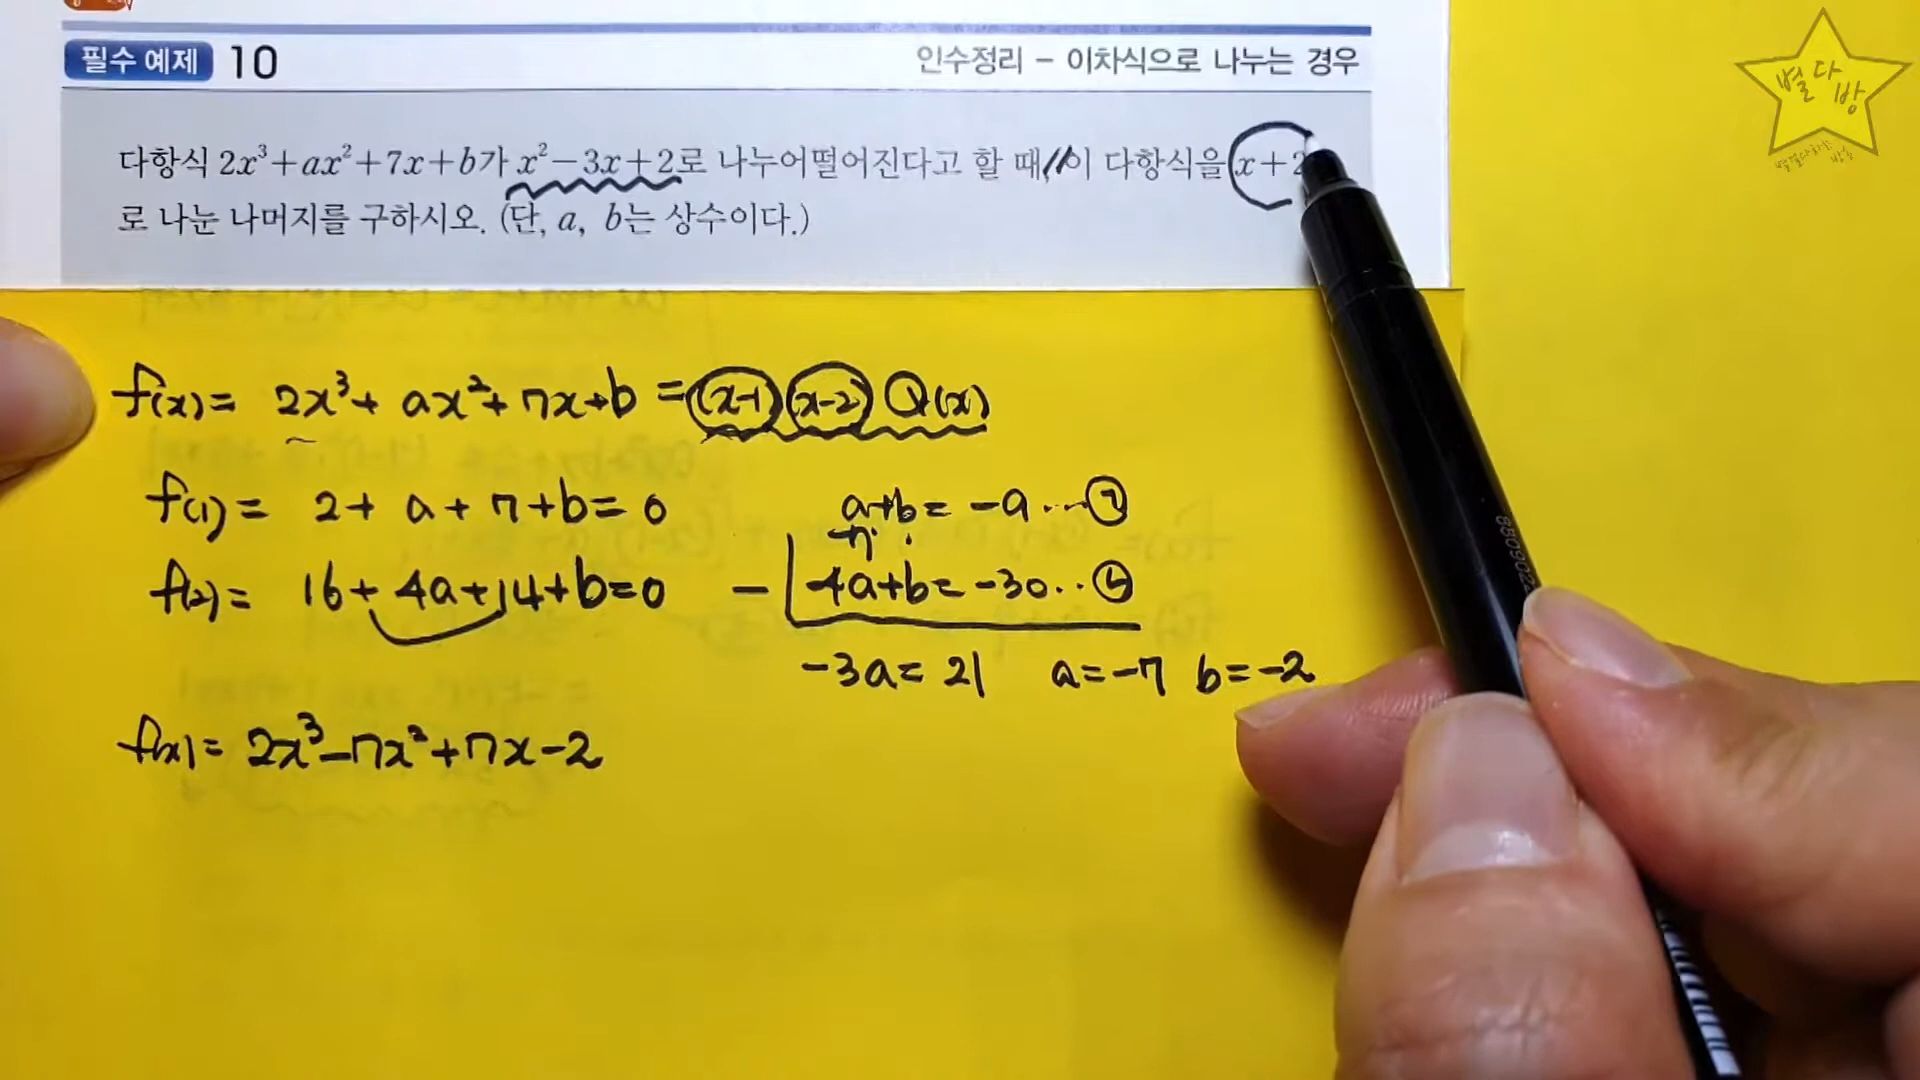 필수 예제 10
인수정리 - 이차식으로 나누는 경우
다항식 2x³+ax²+7x+b가 x²-3x+2로 나누어떨어진다고 할 때, 이 다항식을 x+2
로 나눈 나머지를 구하시오. (단, a, b는 상수이다.)
f(x)= 2x³+ ax²+7x+b =(x-1)(x-2)Q(x)
f(1)= 2+ a+7+b=0
a+b= -9 ...㉠
f(2)= 16+ 4a+14+b=0
- 4a+b= -30..㉡
-3a= 21 a=-7 b=-2
f(x)= 2x³-7x²+7x-2
별다방
880902